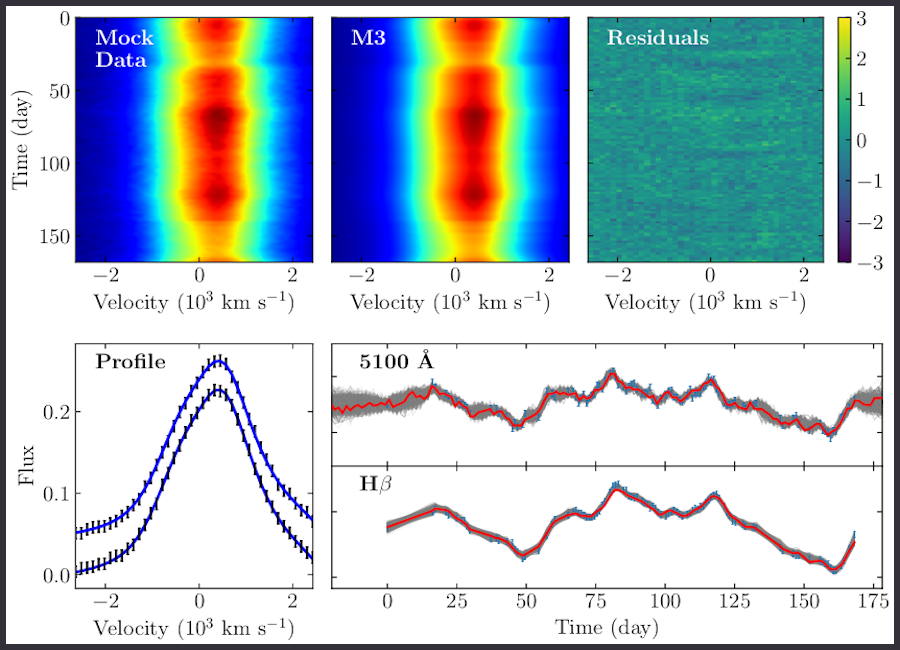 Mock
Data
M3
Residuals
0
50
100
150
Time (day)
−2 0 2
−2 0 2
−2 0 2
Velocity (10³ km s⁻¹)
Velocity (10³ km s⁻¹)
Velocity (10³ km s⁻¹)
3
2
1
0
−1
−2
−3
Profile
0.2
0.1
0.0
Flux
−2 0 2
Velocity (10³ km s⁻¹)
5100 Å
Hβ
0 25 50 75 100 125 150 175
Time (day)